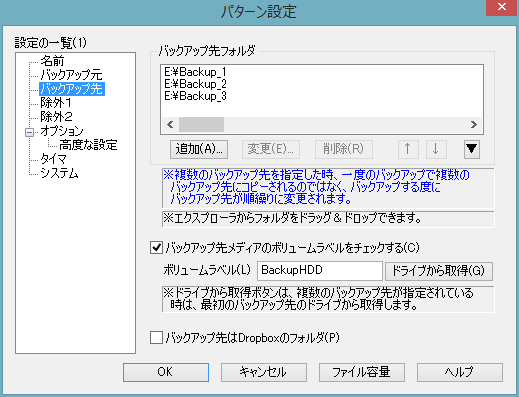 パターン設定
設定の一覧(1)
名前
バックアップ元
バックアップ先
除外1
除外2
オプション
高度な設定
タイマ
システム
バックアップ先フォルダ
E:¥Backup_1
E:¥Backup_2
E:¥Backup_3
追加(A)... 変更(E)... 削除(R) ↑ ↓ ▼
※複数のバックアップ先を指定した時、一度のバックアップで複数の
バックアップ先にコピーされるのではなく、バックアップする度に
バックアップ先が順繰りに変更されます。
※エクスプローラからフォルダをドラッグ&ドロップできます。
バックアップ先メディアのボリュームラベルをチェックする(C)
ボリュームラベル(L) BackupHDD ドライブから取得(G)
※ドライブから取得ボタンは、複数のバックアップ先が指定されている
時は、最初のバックアップ先のドライブから取得します。
バックアップ先はDropboxのフォルダ(P)
OK キャンセル ファイル容量 ヘルプ